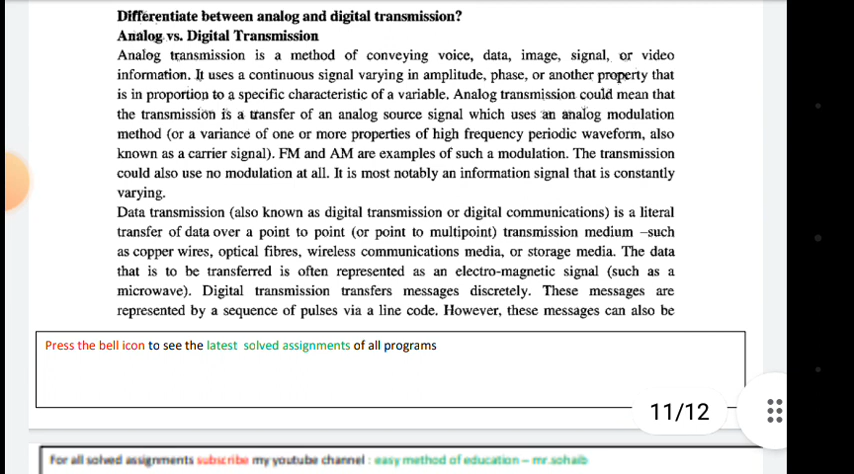 Differentiate between analog and digital transmission?
Analog vs. Digital Transmission
Analog transmission is a method of conveying voice, data, image, signal, or video
information. It uses a continuous signal varying in amplitude, phase, or another property that
is in proportion to a specific characteristic of a variable. Analog transmission could mean that
the transmission is a transfer of an analog source signal which uses an analog modulation
method (or a variance of one or more properties of high frequency periodic waveform, also
known as a carrier signal). FM and AM are examples of such a modulation. The transmission
could also use no modulation at all. It is most notably an information signal that is constantly
varying.
Data transmission (also known as digital transmission or digital communications) is a literal
transfer of data over a point to point (or point to multipoint) transmission medium –such
as copper wires, optical fibres, wireless communications media, or storage media. The data
that is to be transferred is often represented as an electro-magnetic signal (such as a
microwave). Digital transmission transfers messages discretely. These messages are
represented by a sequence of pulses via a line code. However, these messages can also be
Press the bell icon to see the latest solved assignments of all programs
11/12
For all solved assignments subscribe my youtube channel : easy method of education – mr.sohaib